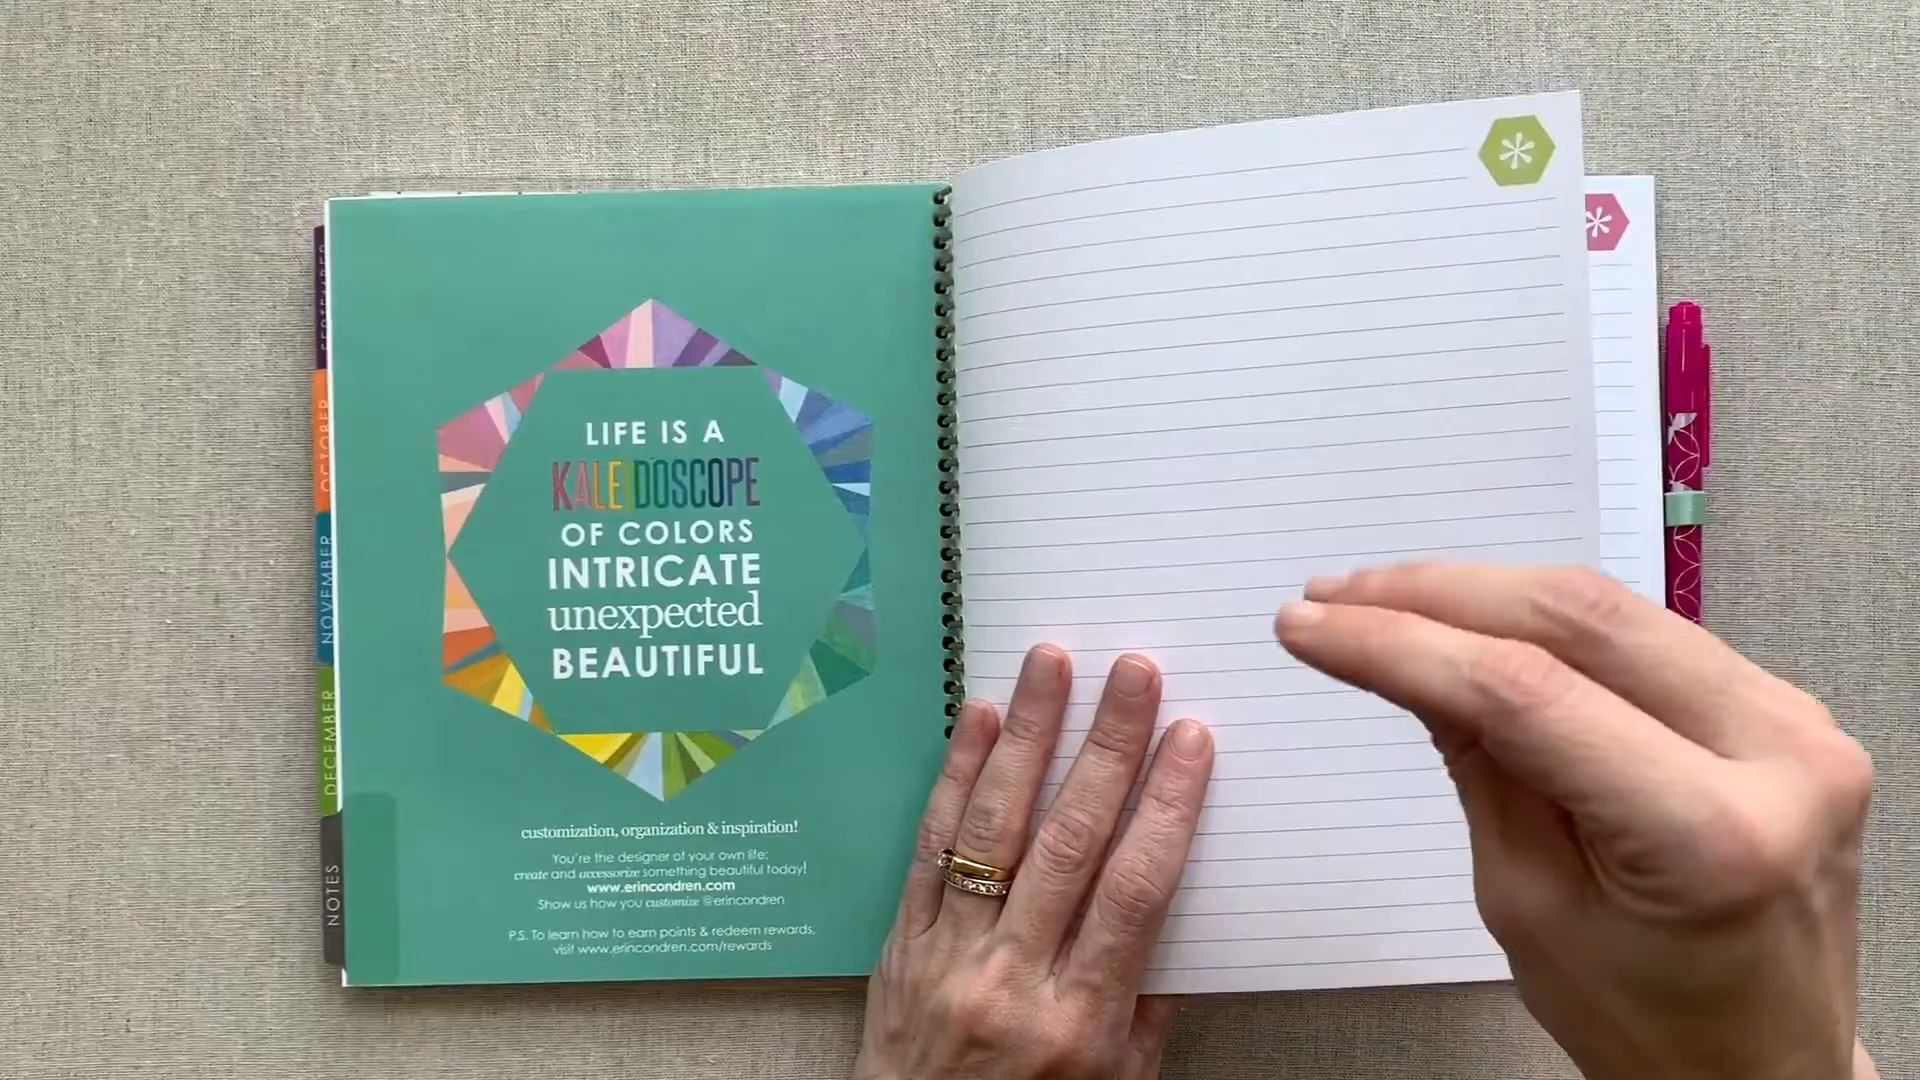 SEPTEMBER
OCTOBER
NOVEMBER
DECEMBER
NOTES
LIFE IS A
KALEIDOSCOPE
OF COLORS
INTRICATE
unexpected
BEAUTIFUL
customization, organization & inspiration!
You're the designer of your own life:
create and accessorize something beautiful today!
www.erincondren.com
Show us how you customize @erincondren
P.S. To learn how to earn points & redeem rewards,
visit www.erincondren.com/rewards